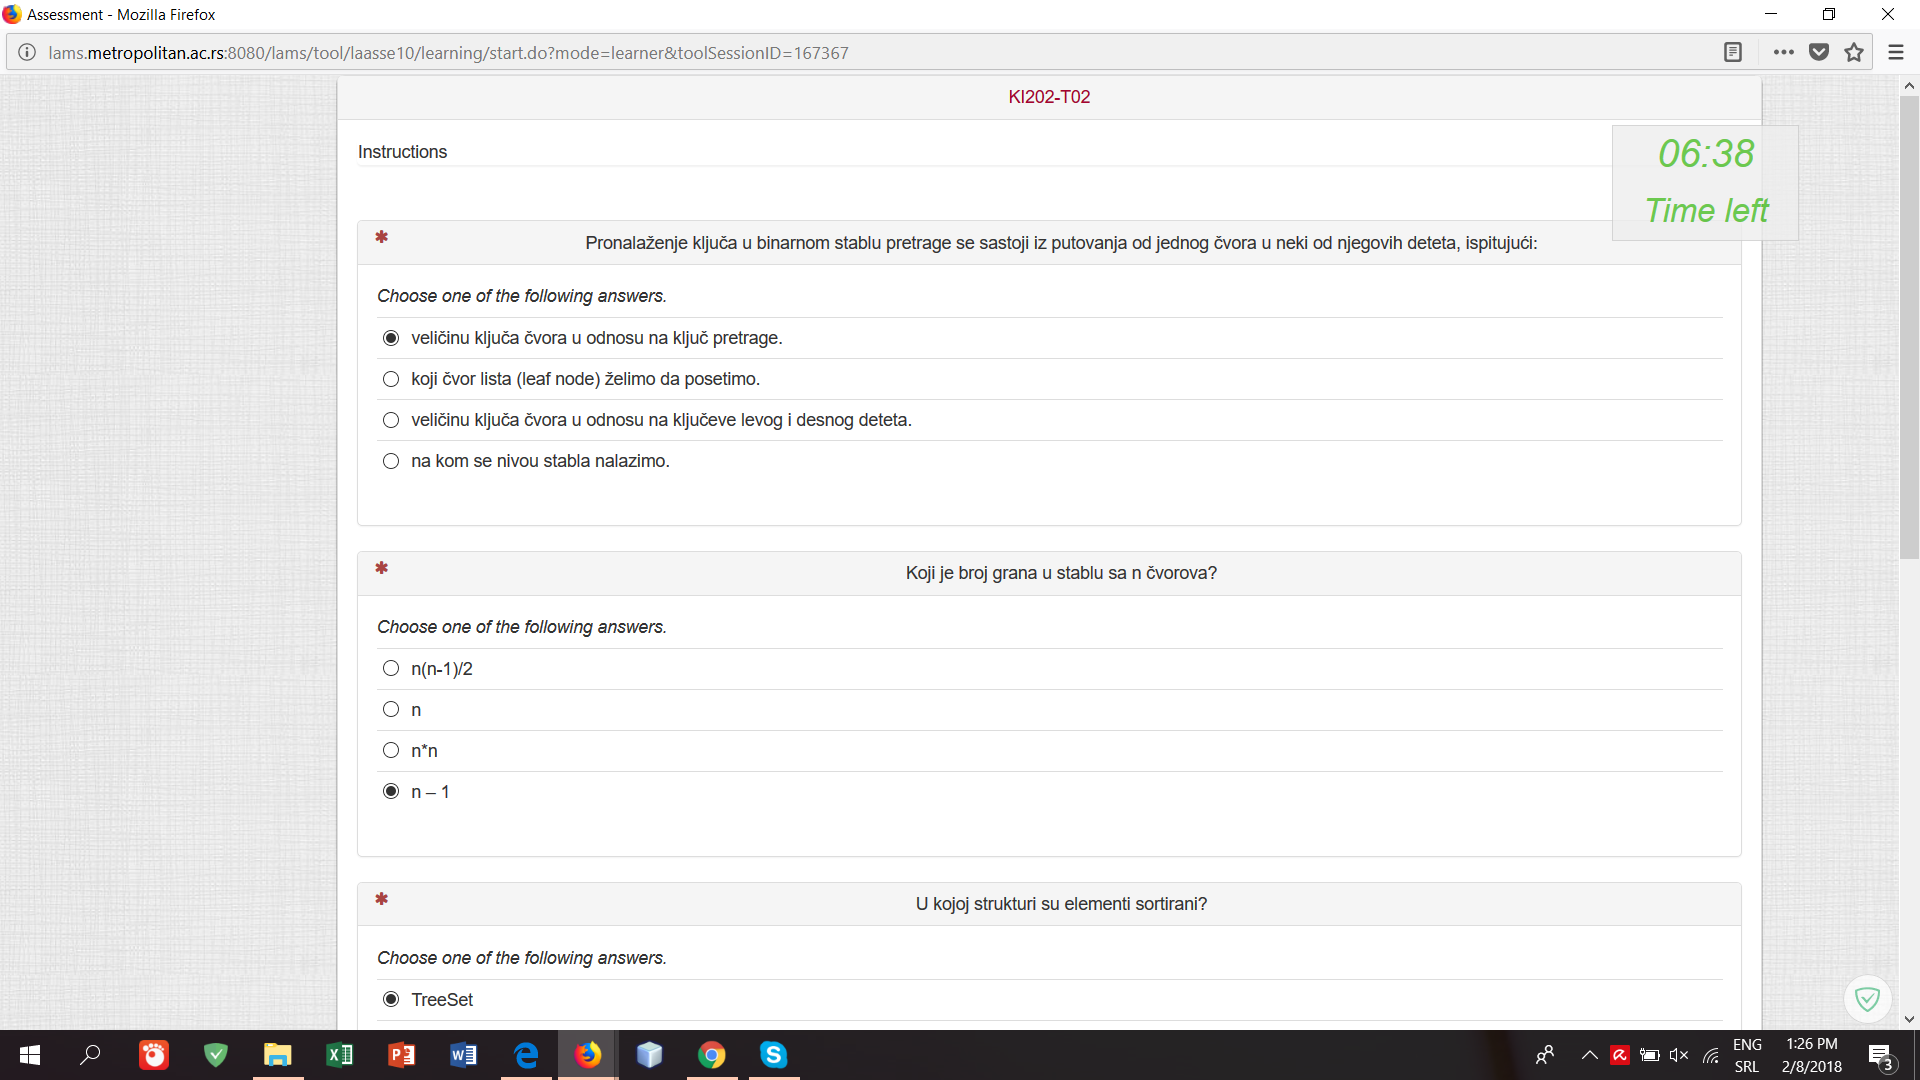 Assessment - Mozilla Firefox
lams.metropolitan.ac.rs:8080/lams/tool/laasse10/learning/start.do?mode=learner&toolSessionID=167367
KI202-T02
Instructions
06:38
Time left
* Pronalaženje ključa u binarnom stablu pretrage se sastoji iz putovanja od jednog čvora u neki od njegovih deteta, ispitujući:
Choose one of the following answers.
veličinu ključa čvora u odnosu na ključ pretrage.
koji čvor lista (leaf node) želimo da posetimo.
veličinu ključa čvora u odnosu na ključeve levog i desnog deteta.
na kom se nivou stabla nalazimo.
* Koji je broj grana u stablu sa n čvorova?
Choose one of the following answers.
n(n-1)/2
n
n*n
n – 1
* U kojoj strukturi su elementi sortirani?
Choose one of the following answers.
TreeSet
ENG
SRL
1:26 PM
2/8/2018
3